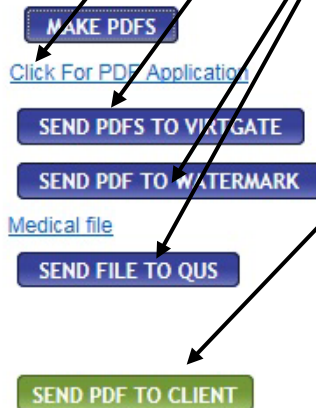 MAKE PDFS
Click For PDF Application
SEND PDFS TO VIRTGATE
SEND PDF TO WATERMARK
Medical file
SEND FILE TO QUS
SEND PDF TO CLIENT